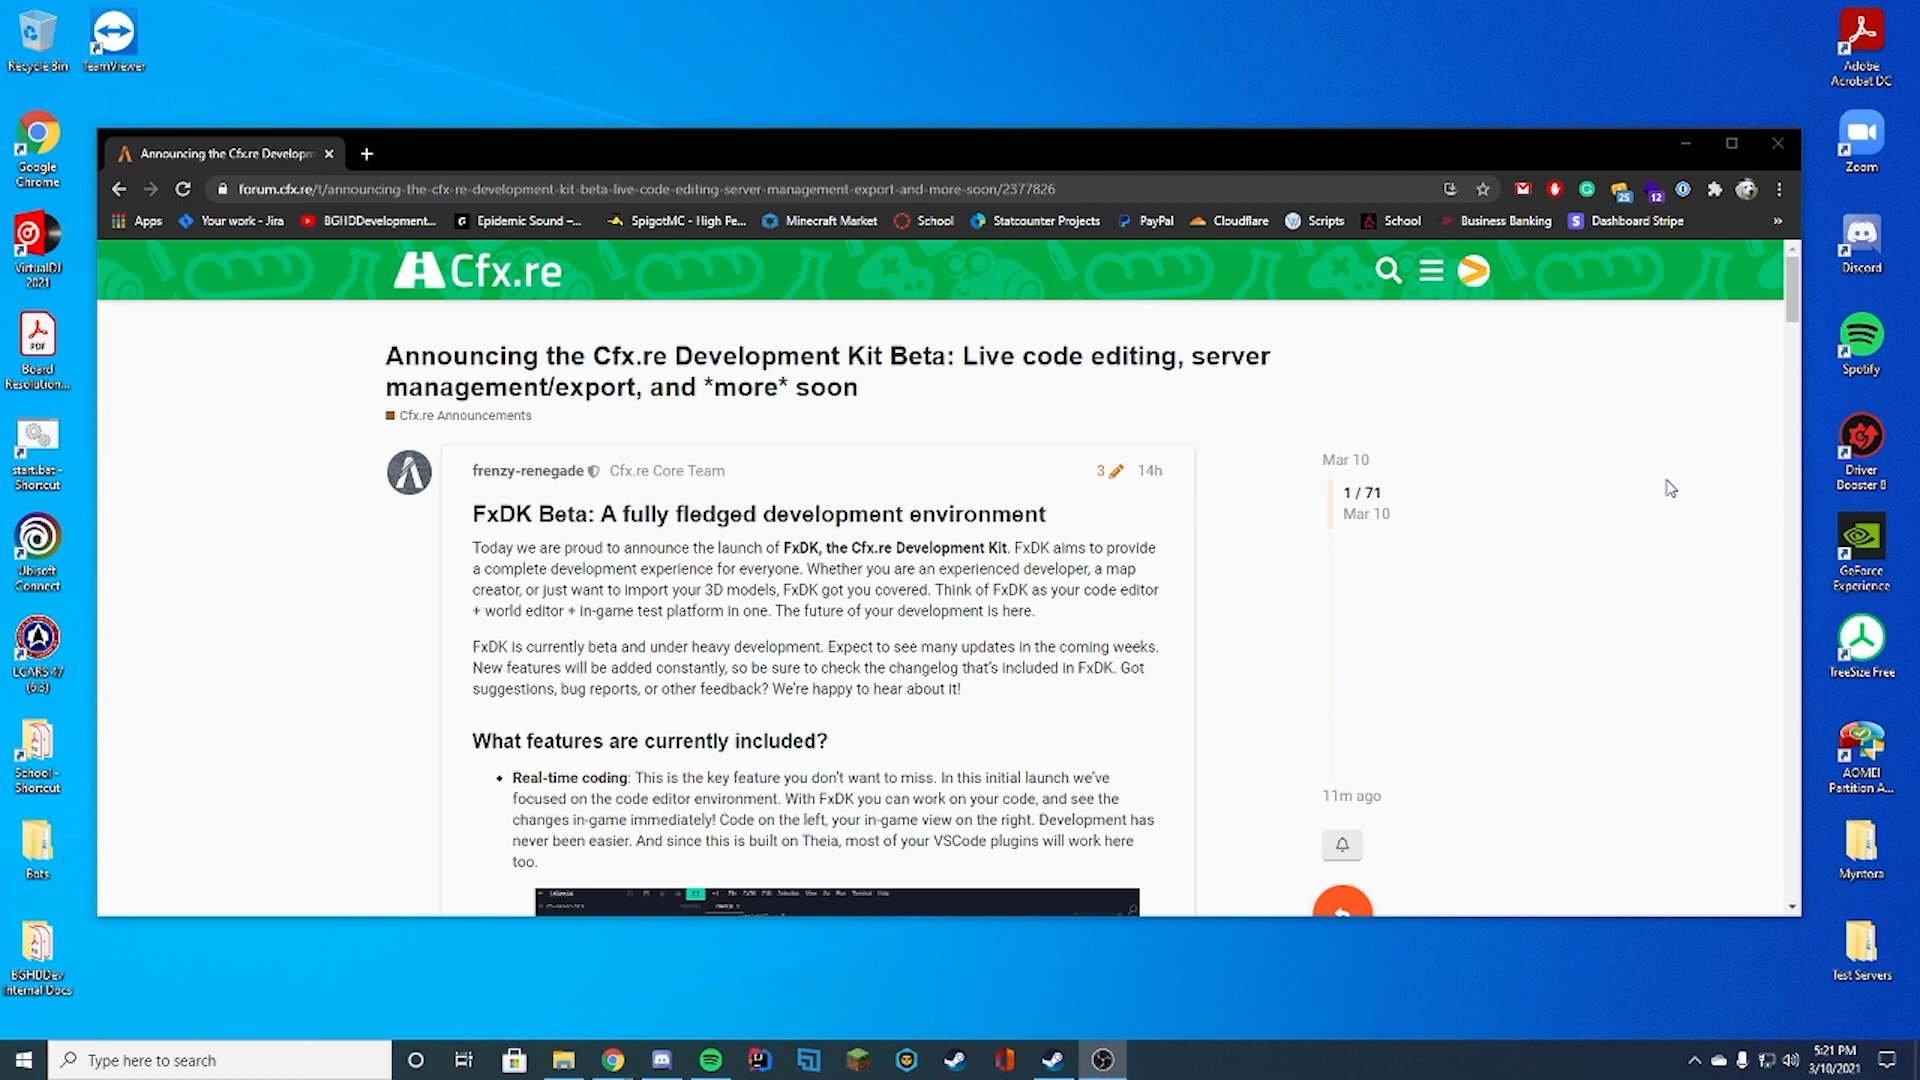 Recycle Bin
TeamViewer
Google
Chrome
VirtualDJ
2021
PDF
Board
Resolution...
start.bat -
Shortcut
Ubisoft
Connect
LCARS 47
(6.3)
School -
Shortcut
Bots
BGHDDev
Internal Docs
Adobe
Acrobat DC
Zoom
Discord
Spotify
Driver
Booster 8
GeForce
Experience
TreeSize Free
AOMEI
Partition A...
Myntora
Test Servers
Announcing the Cfx.re Developm
forum.cfx.re/t/announcing-the-cfx-re-development-kit-beta-live-code-editing-server-management-export-and-more-soon/2377826
25
12
Apps
Your work - Jira
BGHDDevelopment...
Epidemic Sound –...
SpigotMC - High Pe...
Minecraft Market
School
Statcounter Projects
PayPal
Cloudflare
Scripts
School
Business Banking
Dashboard Stripe
»
Cfx.re
Announcing the Cfx.re Development Kit Beta: Live code editing, server
management/export, and *more* soon
Cfx.re Announcements
frenzy-renegade Cfx.re Core Team
3 14h
FxDK Beta: A fully fledged development environment
Today we are proud to announce the launch of FxDK, the Cfx.re Development Kit. FxDK aims to provide
a complete development experience for everyone. Whether you are an experienced developer, a map
creator, or just want to import your 3D models, FxDK got you covered. Think of FxDK as your code editor
+ world editor + in-game test platform in one. The future of your development is here.
FxDK is currently beta and under heavy development. Expect to see many updates in the coming weeks.
New features will be added constantly, so be sure to check the changelog that's included in FxDK. Got
suggestions, bug reports, or other feedback? We're happy to hear about it!
What features are currently included?
• Real-time coding: This is the key feature you don't want to miss. In this initial launch we've
focused on the code editor environment. With FxDK you can work on your code, and see the
changes in-game immediately! Code on the left, your in-game view on the right. Development has
never been easier. And since this is built on Theia, most of your VSCode plugins will work here
too.
Mar 10
1 / 71
Mar 10
11m ago
Type here to search
5:21 PM
3/10/2021